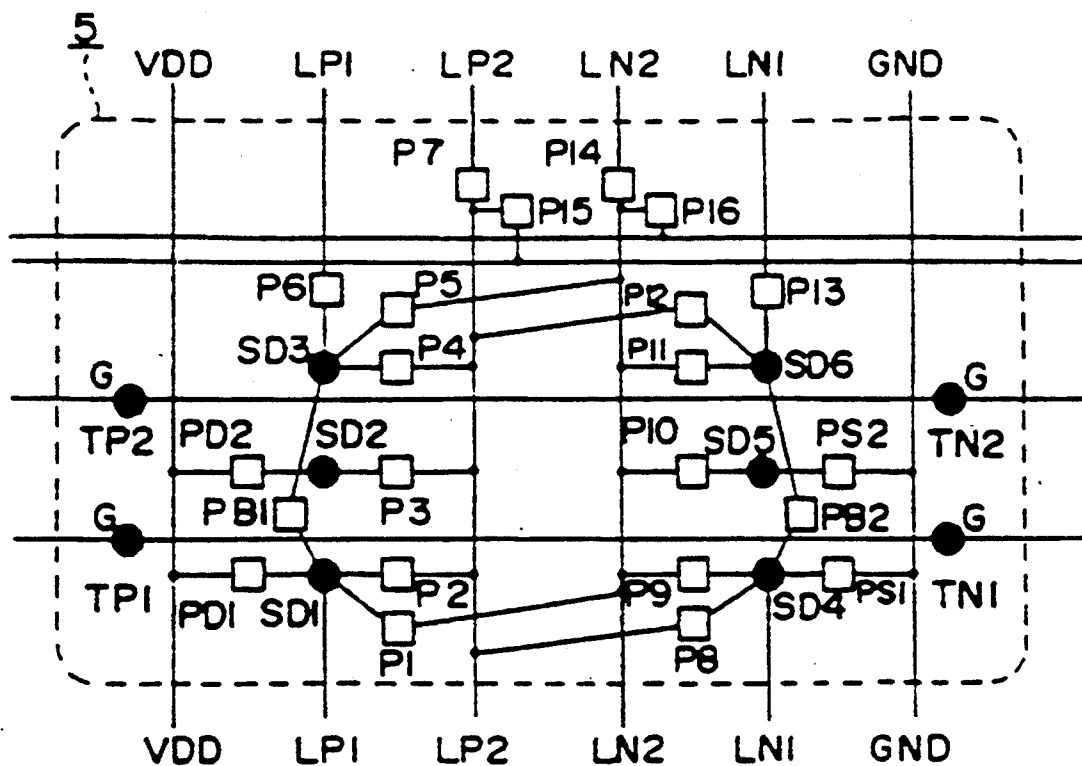 5
VDD LP1 LP2 LN2 LN1 GND
P7 P14
P15 P16
P6 P5 P12 P13
SD3 P4 P11 SD6
G G
TP2 PD2 SD2 P10 SD5 PS2 TN2
G PB1 P3 PB2 G
TP1 PD1 SD1 P2 P9 SD4 PS1 TN1
P1 P8
VDD LP1 LP2 LN2 LN1 GND